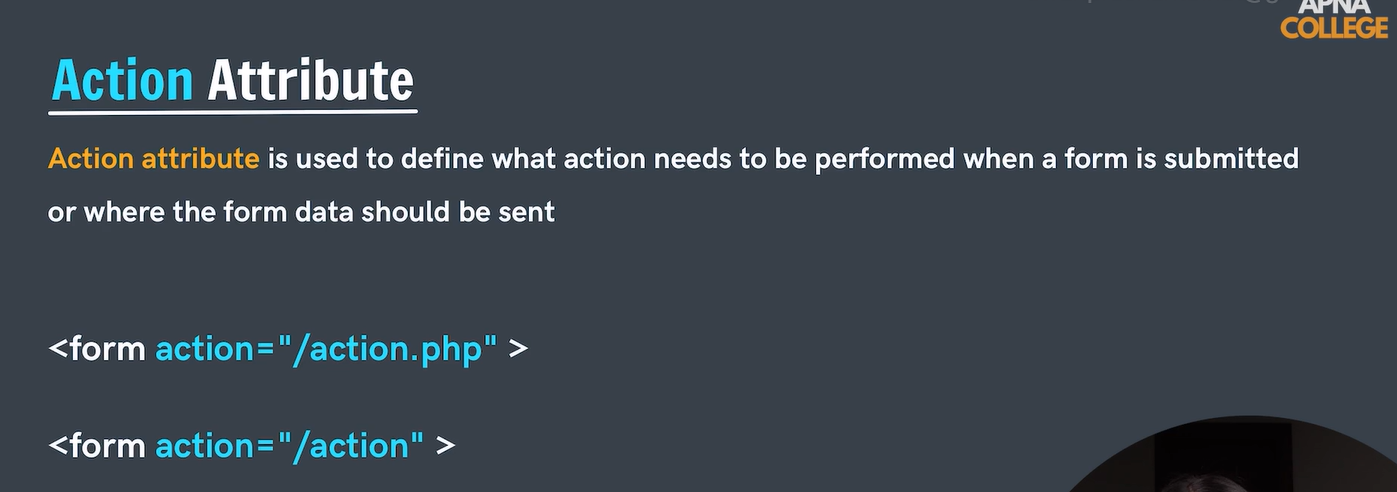 APNA
COLLEGE
Action Attribute
Action attribute is used to define what action needs to be performed when a form is submitted
or where the form data should be sent
<form action="/action.php" >
<form action="/action" >